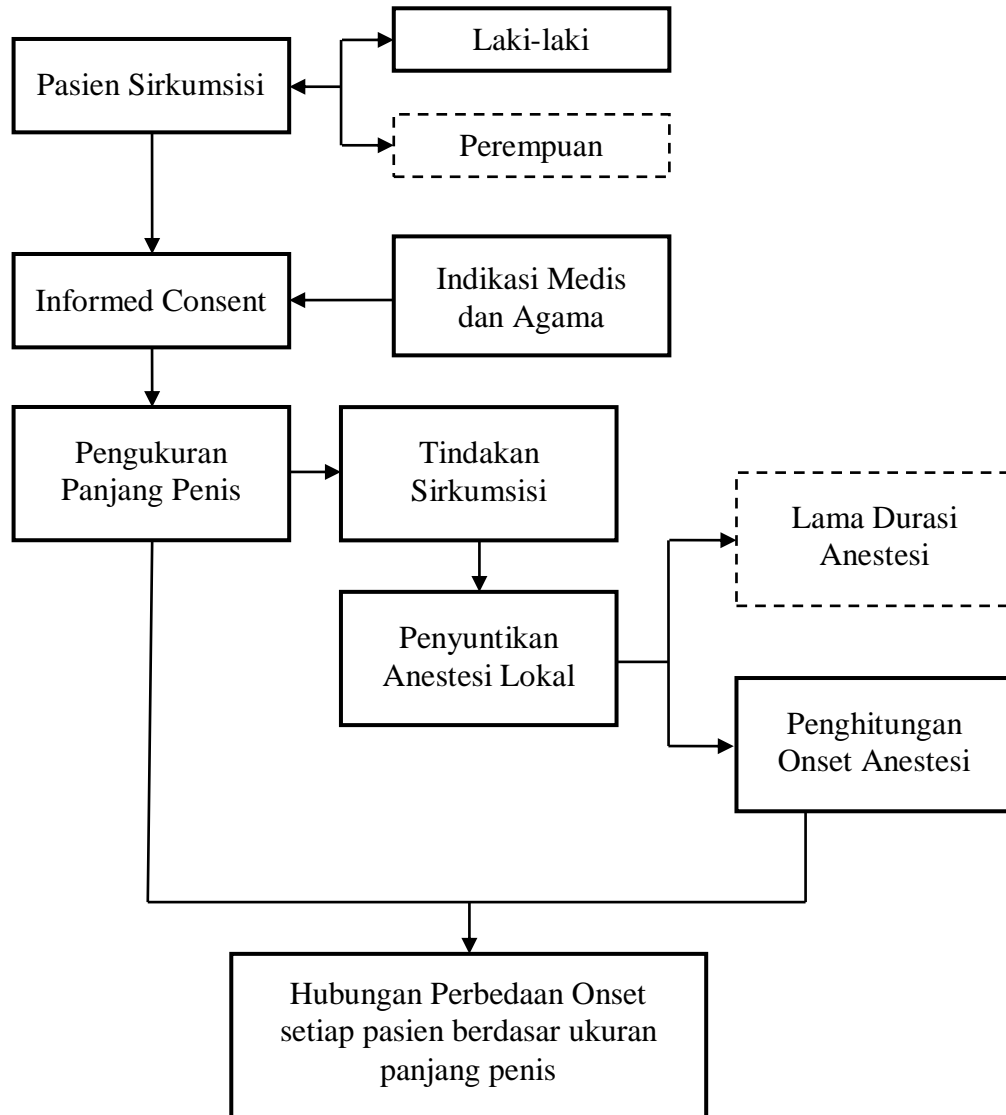 Laki-laki
Pasien Sirkumsisi
Perempuan
Informed Consent
Indikasi Medis
dan Agama
Pengukuran
Panjang Penis
Tindakan
Sirkumsisi
Lama Durasi
Anestesi
Penyuntikan
Anestesi Lokal
Penghitungan
Onset Anestesi
Hubungan Perbedaan Onset
setiap pasien berdasar ukuran
panjang penis